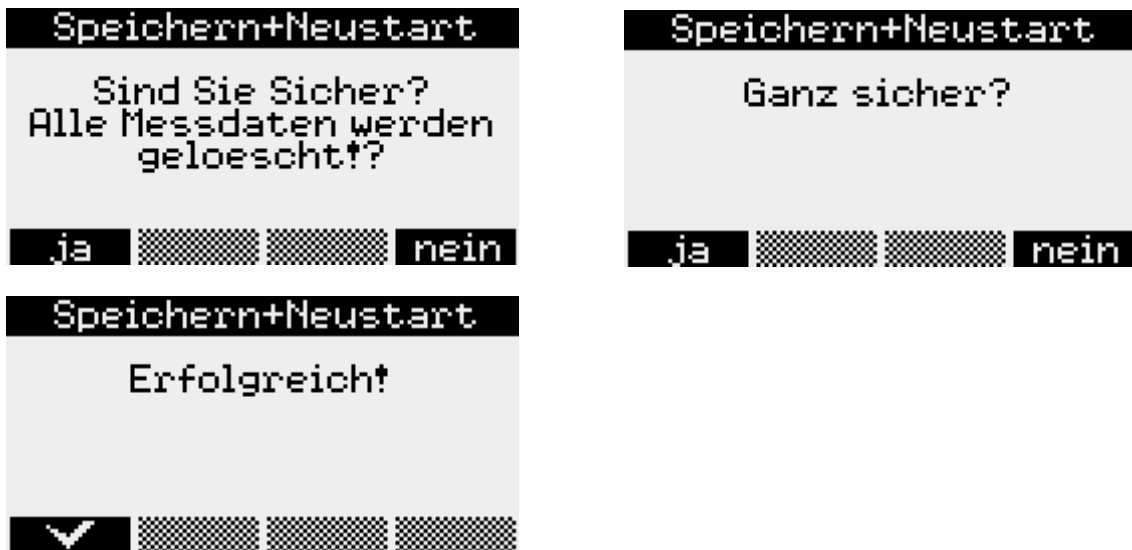 Speichern+Neustart
Sind Sie Sicher?
Alle Messdaten werden
geloescht!?
ja nein
Speichern+Neustart
Ganz sicher?
ja nein
Speichern+Neustart
Erfolgreich!